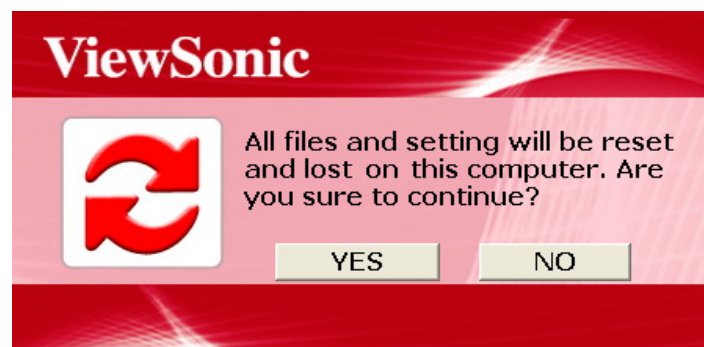 ViewSonic
All files and setting will be reset
and lost on this computer. Are
you sure to continue?
YES NO